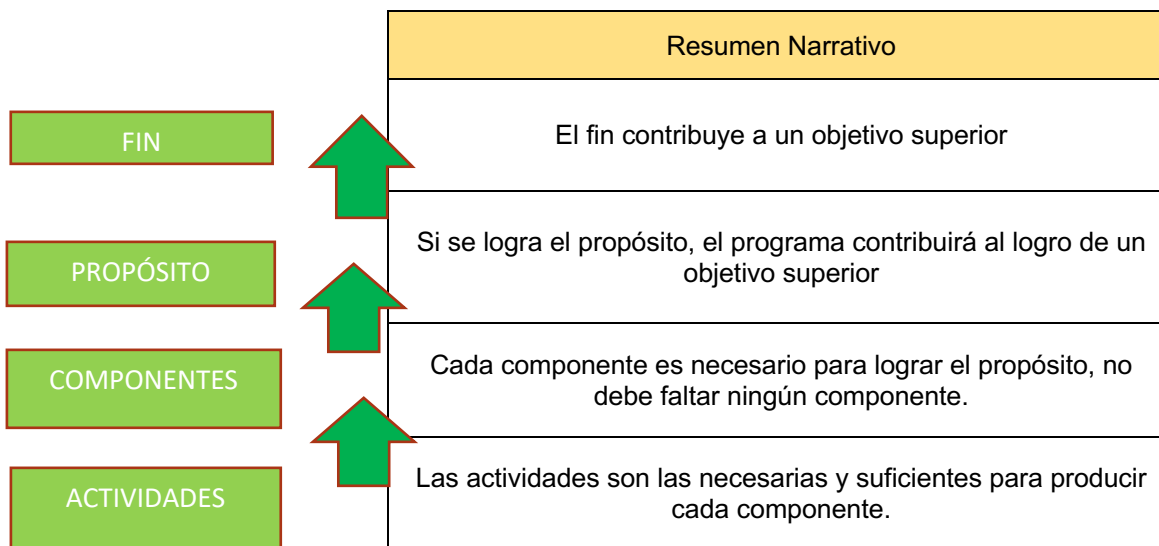 Resumen Narrativo
FIN
El fin contribuye a un objetivo superior
PROPÓSITO
Si se logra el propósito, el programa contribuirá al logro de un
objetivo superior
COMPONENTES
Cada componente es necesario para lograr el propósito, no
debe faltar ningún componente.
ACTIVIDADES
Las actividades son las necesarias y suficientes para producir
cada componente.